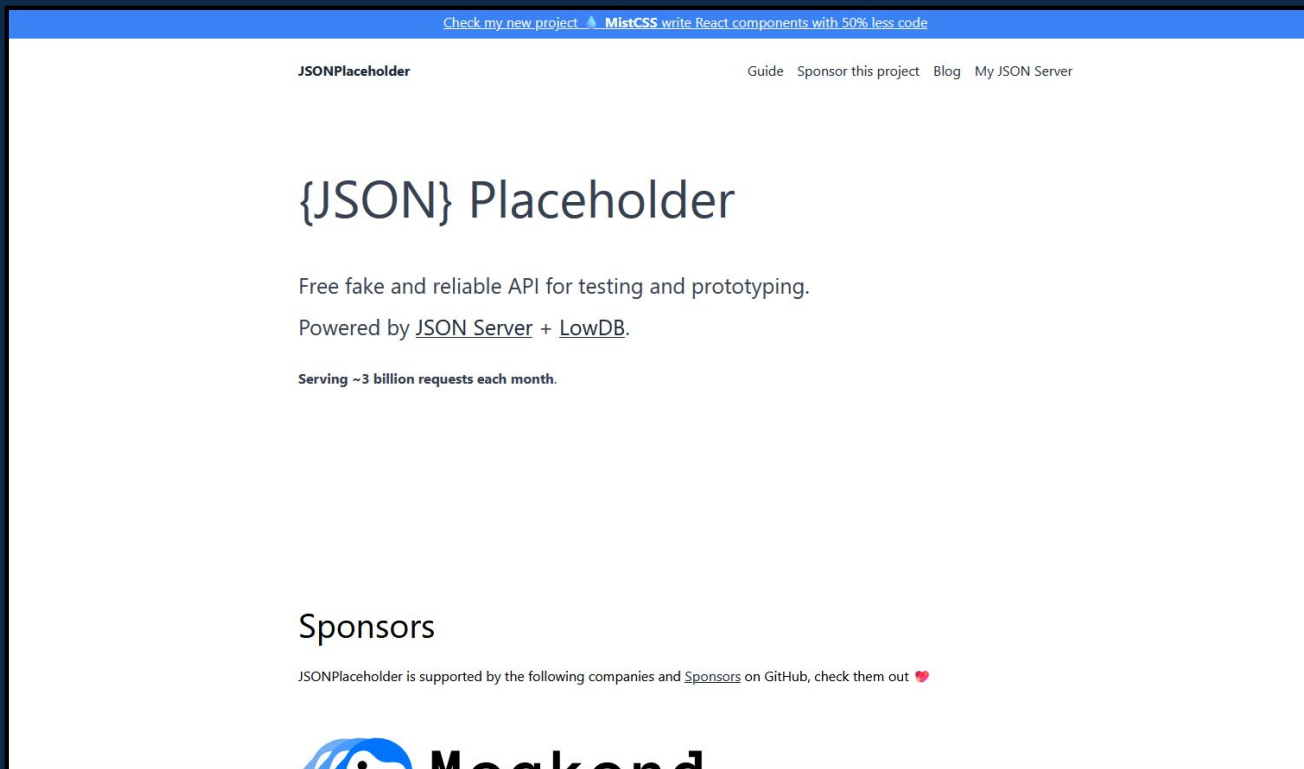 Check my new project 💧 MistCSS write React components with 50% less code
JSONPlaceholder
Guide Sponsor this project Blog My JSON Server
{JSON} Placeholder
Free fake and reliable API for testing and prototyping.
Powered by JSON Server + LowDB.
Serving ~3 billion requests each month.
Sponsors
JSONPlaceholder is supported by the following companies and Sponsors on GitHub, check them out 💖